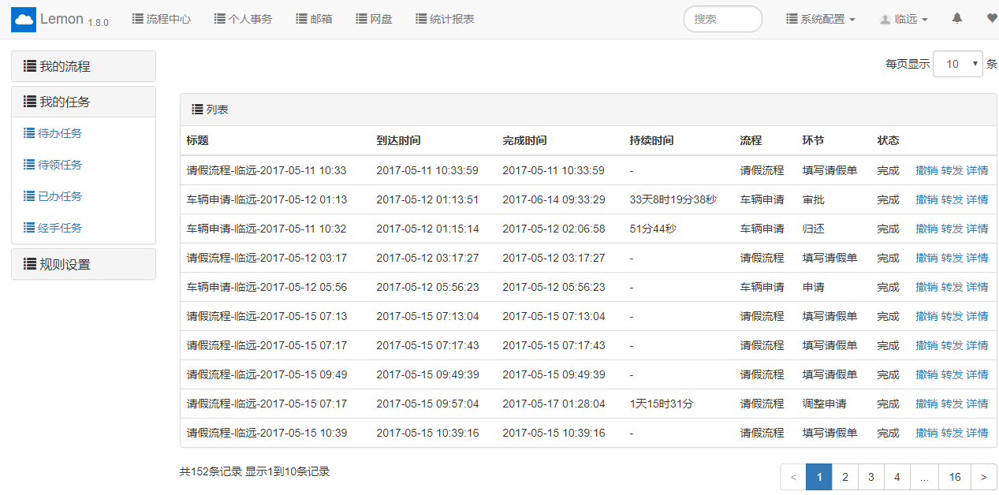 Lemon 1.8.0 流程中心 个人事务 邮箱 网盘 统计报表 搜索 系统配置 临远
我的流程
我的任务
待办任务
待领任务
已办任务
经手任务
规则设置
每页显示 10 条
列表
标题 到达时间 完成时间 持续时间 流程 环节 状态
请假流程-临远-2017-05-11 10:33 2017-05-11 10:33:59 2017-05-11 10:33:59 - 请假流程 填写请假单 完成 撤销 转发 详情
车辆申请-临远-2017-05-12 01:13 2017-05-12 01:13:51 2017-06-14 09:33:29 33天8时19分38秒 车辆申请 审批 完成 撤销 转发 详情
车辆申请-临远-2017-05-11 10:32 2017-05-12 01:15:14 2017-05-12 02:06:58 51分44秒 车辆申请 归还 完成 撤销 转发 详情
请假流程-临远-2017-05-12 03:17 2017-05-12 03:17:27 2017-05-12 03:17:27 - 请假流程 填写请假单 完成 撤销 转发 详情
车辆申请-临远-2017-05-12 05:56 2017-05-12 05:56:23 2017-05-12 05:56:23 - 车辆申请 申请 完成 撤销 转发 详情
请假流程-临远-2017-05-15 07:13 2017-05-15 07:13:04 2017-05-15 07:13:04 - 请假流程 填写请假单 完成 撤销 转发 详情
请假流程-临远-2017-05-15 07:17 2017-05-15 07:17:43 2017-05-15 07:17:43 - 请假流程 填写请假单 完成 撤销 转发 详情
请假流程-临远-2017-05-15 09:49 2017-05-15 09:49:39 2017-05-15 09:49:39 - 请假流程 填写请假单 完成 撤销 转发 详情
请假流程-临远-2017-05-15 07:17 2017-05-15 09:57:04 2017-05-17 01:28:04 1天15时31分 请假流程 调整申请 完成 撤销 转发 详情
请假流程-临远-2017-05-15 10:39 2017-05-15 10:39:16 2017-05-15 10:39:16 - 请假流程 填写请假单 完成 撤销 转发 详情
共152条记录 显示1到10条记录
< 1 2 3 4 ... 16 >